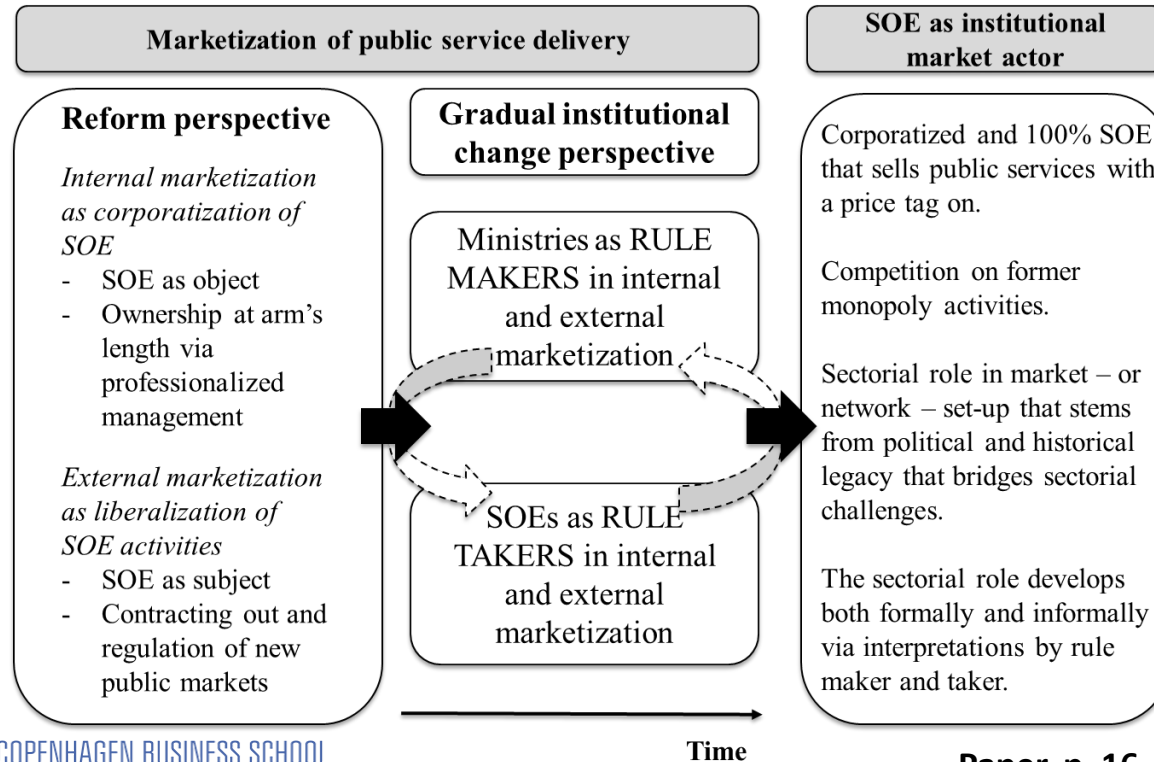 Marketization of public service delivery
SOE as institutional
market actor
Reform perspective
Internal marketization
as corporatization of
SOE
- SOE as object
- Ownership at arm’s
length via
professionalized
management
External marketization
as liberalization of
SOE activities
- SOE as subject
- Contracting out and
regulation of new
public markets
Gradual institutional
change perspective
Ministries as RULE
MAKERS in internal
and external
marketization
SOEs as RULE
TAKERS in internal
and external
marketization
Corporatized and 100% SOE
that sells public services with
a price tag on.
Competition on former
monopoly activities.
Sectorial role in market – or
network – set-up that stems
from political and historical
legacy that bridges sectorial
challenges.
The sectorial role develops
both formally and informally
via interpretations by rule
maker and taker.
Time
COPENHAGEN BUSINESS SCHOOL
Paper p. 16